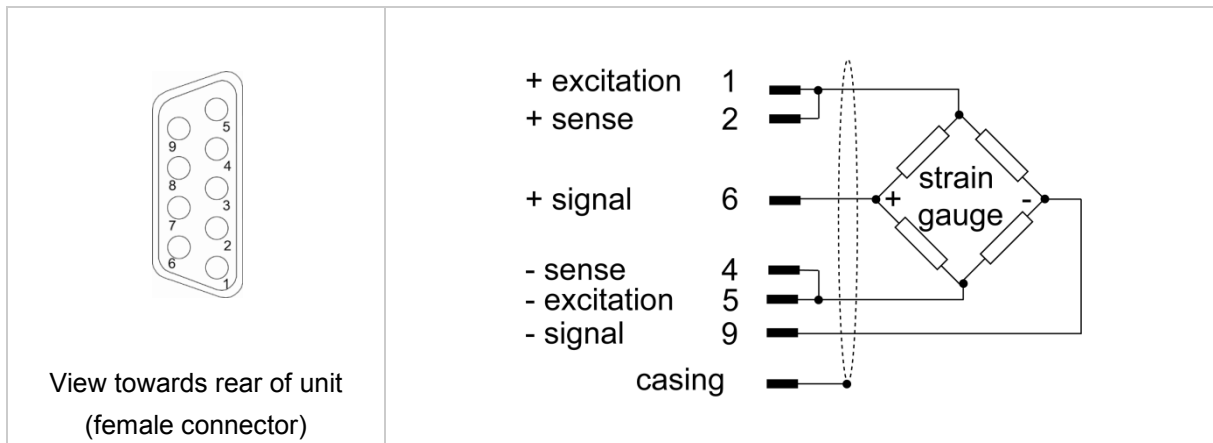 5
9
4
8
3
7
2
6
1
View towards rear of unit
(female connector)
+ excitation 1
+ sense 2
+ signal 6
- sense 4
- excitation 5
- signal 9
casing
strain
+ -
gauge